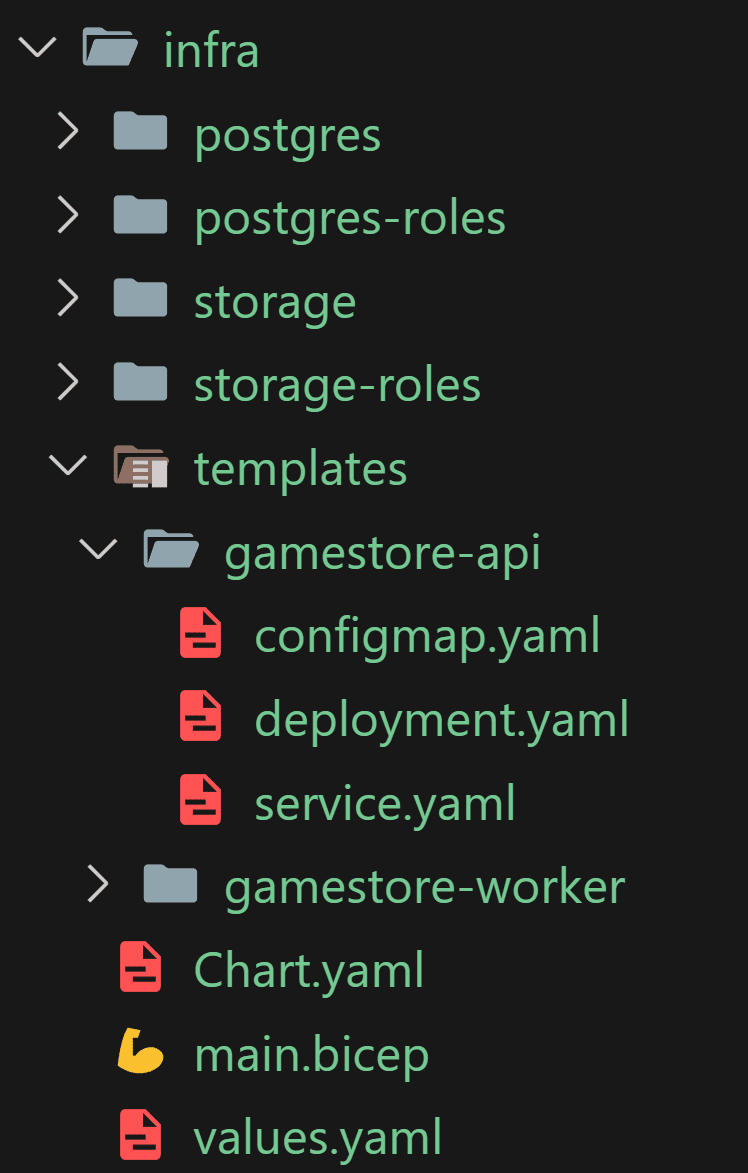 infra
postgres
postgres-roles
storage
storage-roles
templates
gamestore-api
configmap.yaml
deployment.yaml
service.yaml
gamestore-worker
Chart.yaml
main.bicep
values.yaml